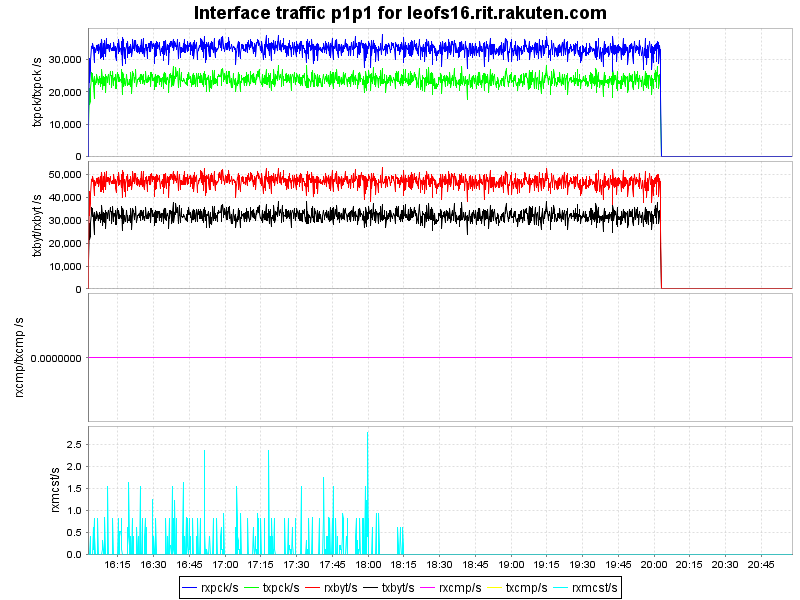 Interface traffic p1p1 for leofs16.rit.rakuten.com
txpck/txpck /s
30,000
20,000
10,000
0
txbyt/rxbyt /s
50,000
40,000
30,000
20,000
10,000
0
rxcmp/txcmp /s
0.0000000
rxmcst/s
2.5
2.0
1.5
1.0
0.5
0.0
16:15 16:30 16:45 17:00 17:15 17:30 17:45 18:00 18:15 18:30 18:45 19:00 19:15 19:30 19:45 20:00 20:15 20:30 20:45
rxpck/s txpck/s rxbyt/s txbyt/s rxcmp/s txcmp/s rxmcst/s